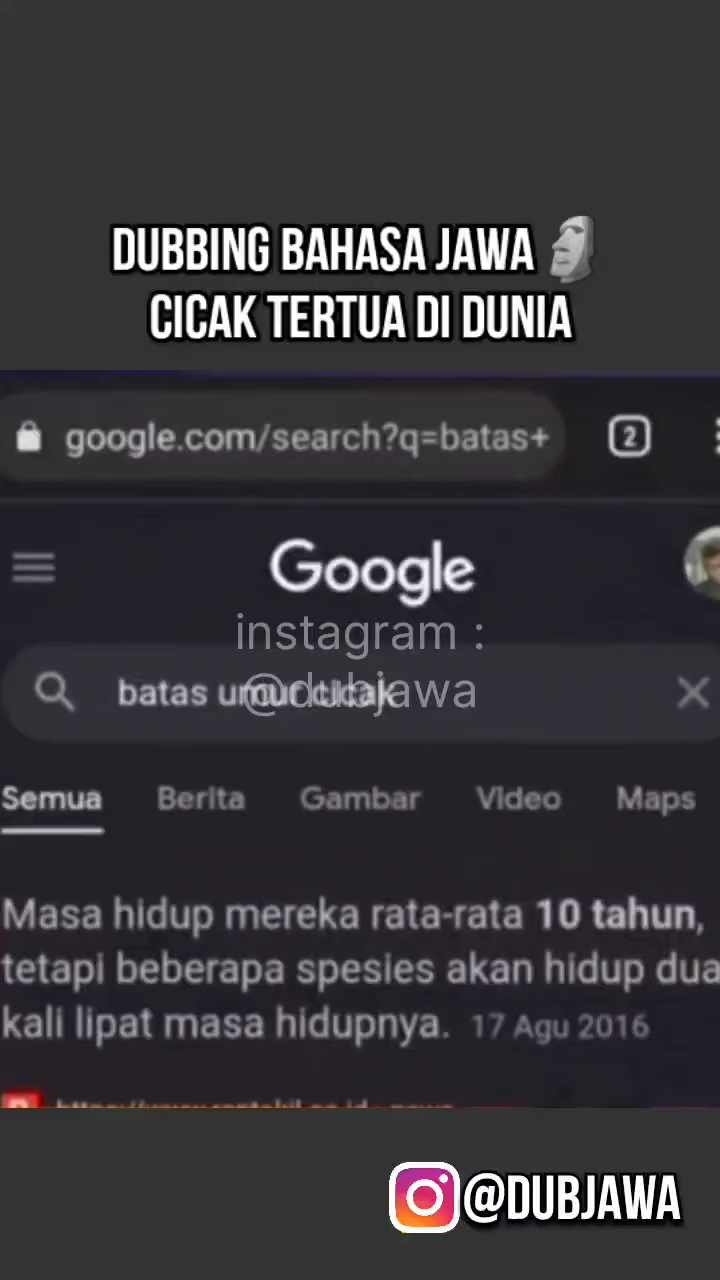 DUBBING BAHASA JAWA 🗿
CICAK TERTUA DI DUNIA
google.com/search?q=batas+
2
Google
instagram :
@dubjawa
batas umur cicak
Semua Berita Gambar Video Maps
Masa hidup mereka rata-rata 10 tahun,
tetapi beberapa spesies akan hidup dua
kali lipat masa hidupnya. 17 Agu 2016
@DUBJAWA